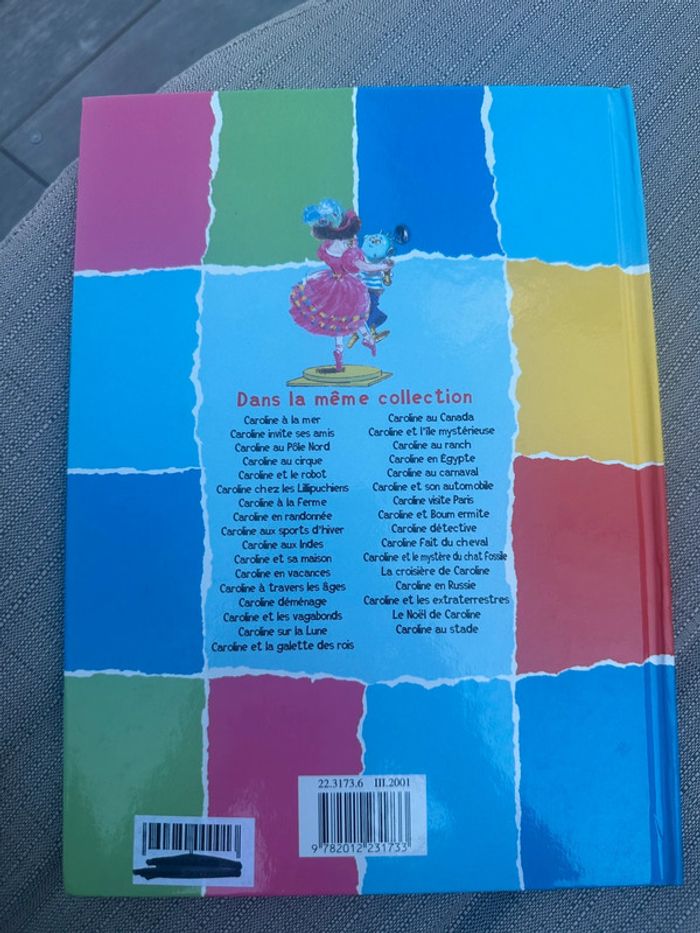 Dans la même collection
Caroline à la mer
Caroline invite ses amis
Caroline au Pôle Nord
Caroline au cirque
Caroline et le robot
Caroline chez les Lillipuchiens
Caroline à la Ferme
Caroline en randonnée
Caroline aux sports d'hiver
Caroline aux Indes
Caroline et sa maison
Caroline en vacances
Caroline à travers les âges
Caroline déménage
Caroline et les vagabonds
Caroline sur la Lune
Caroline et la galette des rois
Caroline au Canada
Caroline et l'île mystérieuse
Caroline au ranch
Caroline en Égypte
Caroline au carnaval
Caroline et son automobile
Caroline visite Paris
Caroline et Boum ermite
Caroline détective
Caroline Fait du cheval
Caroline et le mystère du chat Fossile
La croisière de Caroline
Caroline en Russie
Caroline et les extraterrestres
Le Noël de Caroline
Caroline au stade
22.3173.6 III.2001
9 782012 231733